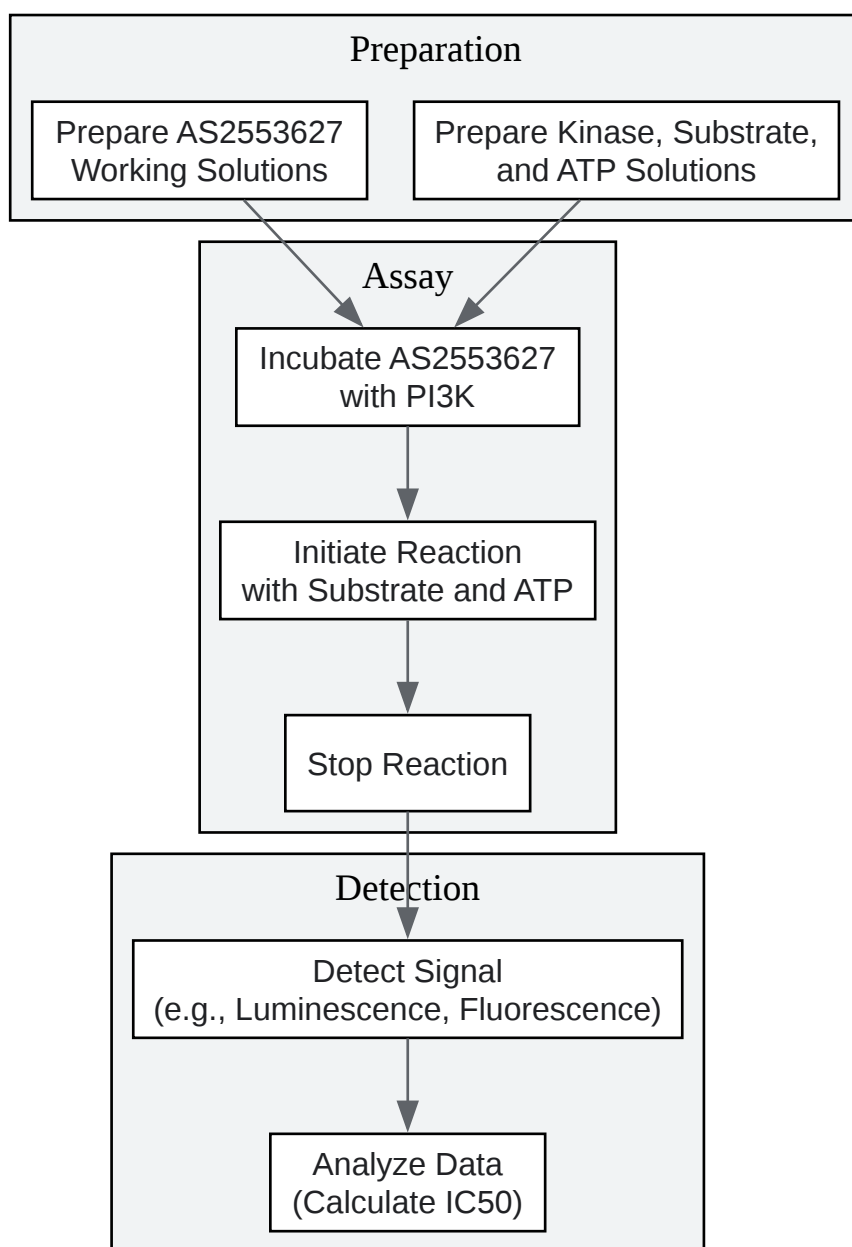 Preparation
Prepare AS2553627
Working Solutions
Prepare Kinase, Substrate,
and ATP Solutions
Assay
Incubate AS2553627
with PI3K
Initiate Reaction
with Substrate and ATP
Stop Reaction
Detection
Detect Signal
(e.g., Luminescence, Fluorescence)
Analyze Data
(Calculate IC50)